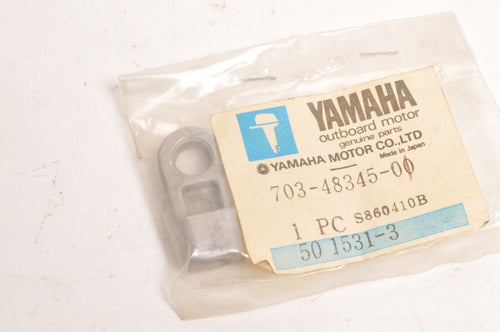 YAMAHA
outboard motor
genuine parts
YAMAHA MOTOR CO.,LTD
Made in Japan
703-48345-00
1 PC S860410B
50 1531-3